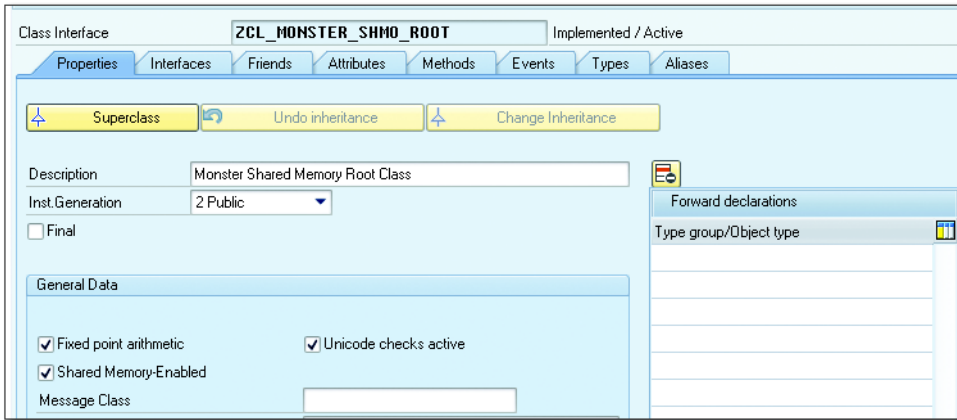 Class Interface ZCL_MONSTER_SHMO_ROOT Implemented / Active
Properties Interfaces Friends Attributes Methods Events Types Aliases
Superclass Undo inheritance Change Inheritance
Description Monster Shared Memory Root Class
Inst.Generation 2 Public
Forward declarations
Final
Type group/Object type
General Data
Fixed point arithmetic Unicode checks active
Shared Memory-Enabled
Message Class